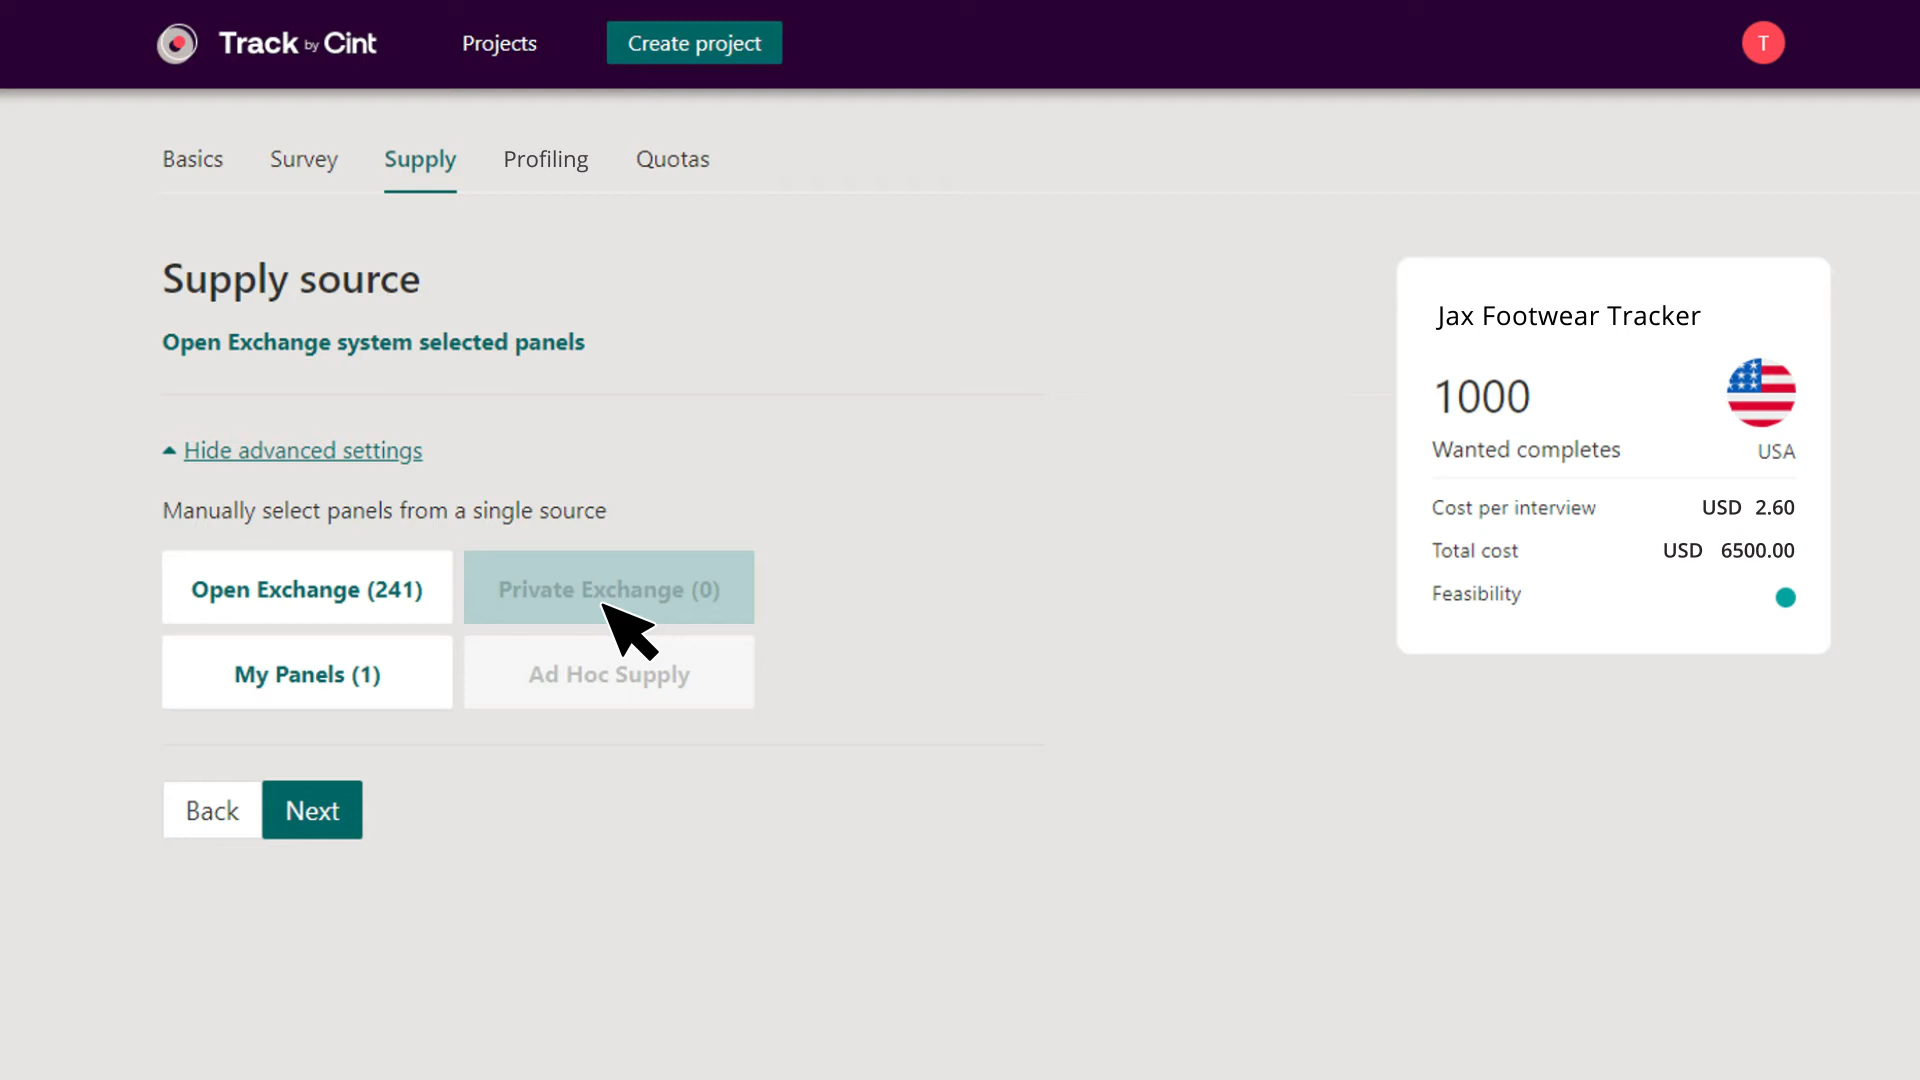 Track by Cint
Projects
Create project
T
Basics
Survey
Supply
Profiling
Quotas
Supply source
Open Exchange system selected panels
Hide advanced settings
Manually select panels from a single source
Open Exchange (241)
Private Exchange (0)
My Panels (1)
Ad Hoc Supply
Back
Next
Jax Footwear Tracker
1000
Wanted completes
USA
Cost per interview USD 2.60
Total cost USD 6500.00
Feasibility